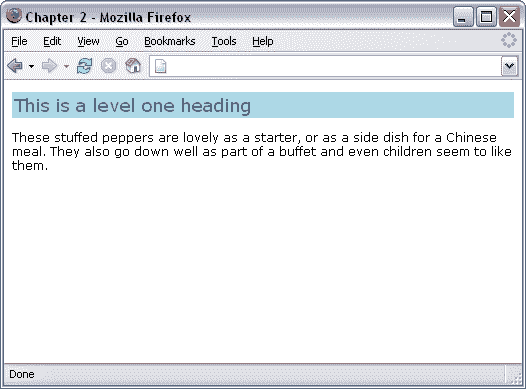 Chapter 2 - Mozilla Firefox
File Edit View Go Bookmarks Tools Help
This is a level one heading
These stuffed peppers are lovely as a starter, or as a side dish for a Chinese
meal. They also go down well as part of a buffet and even children seem to like
them.
Done